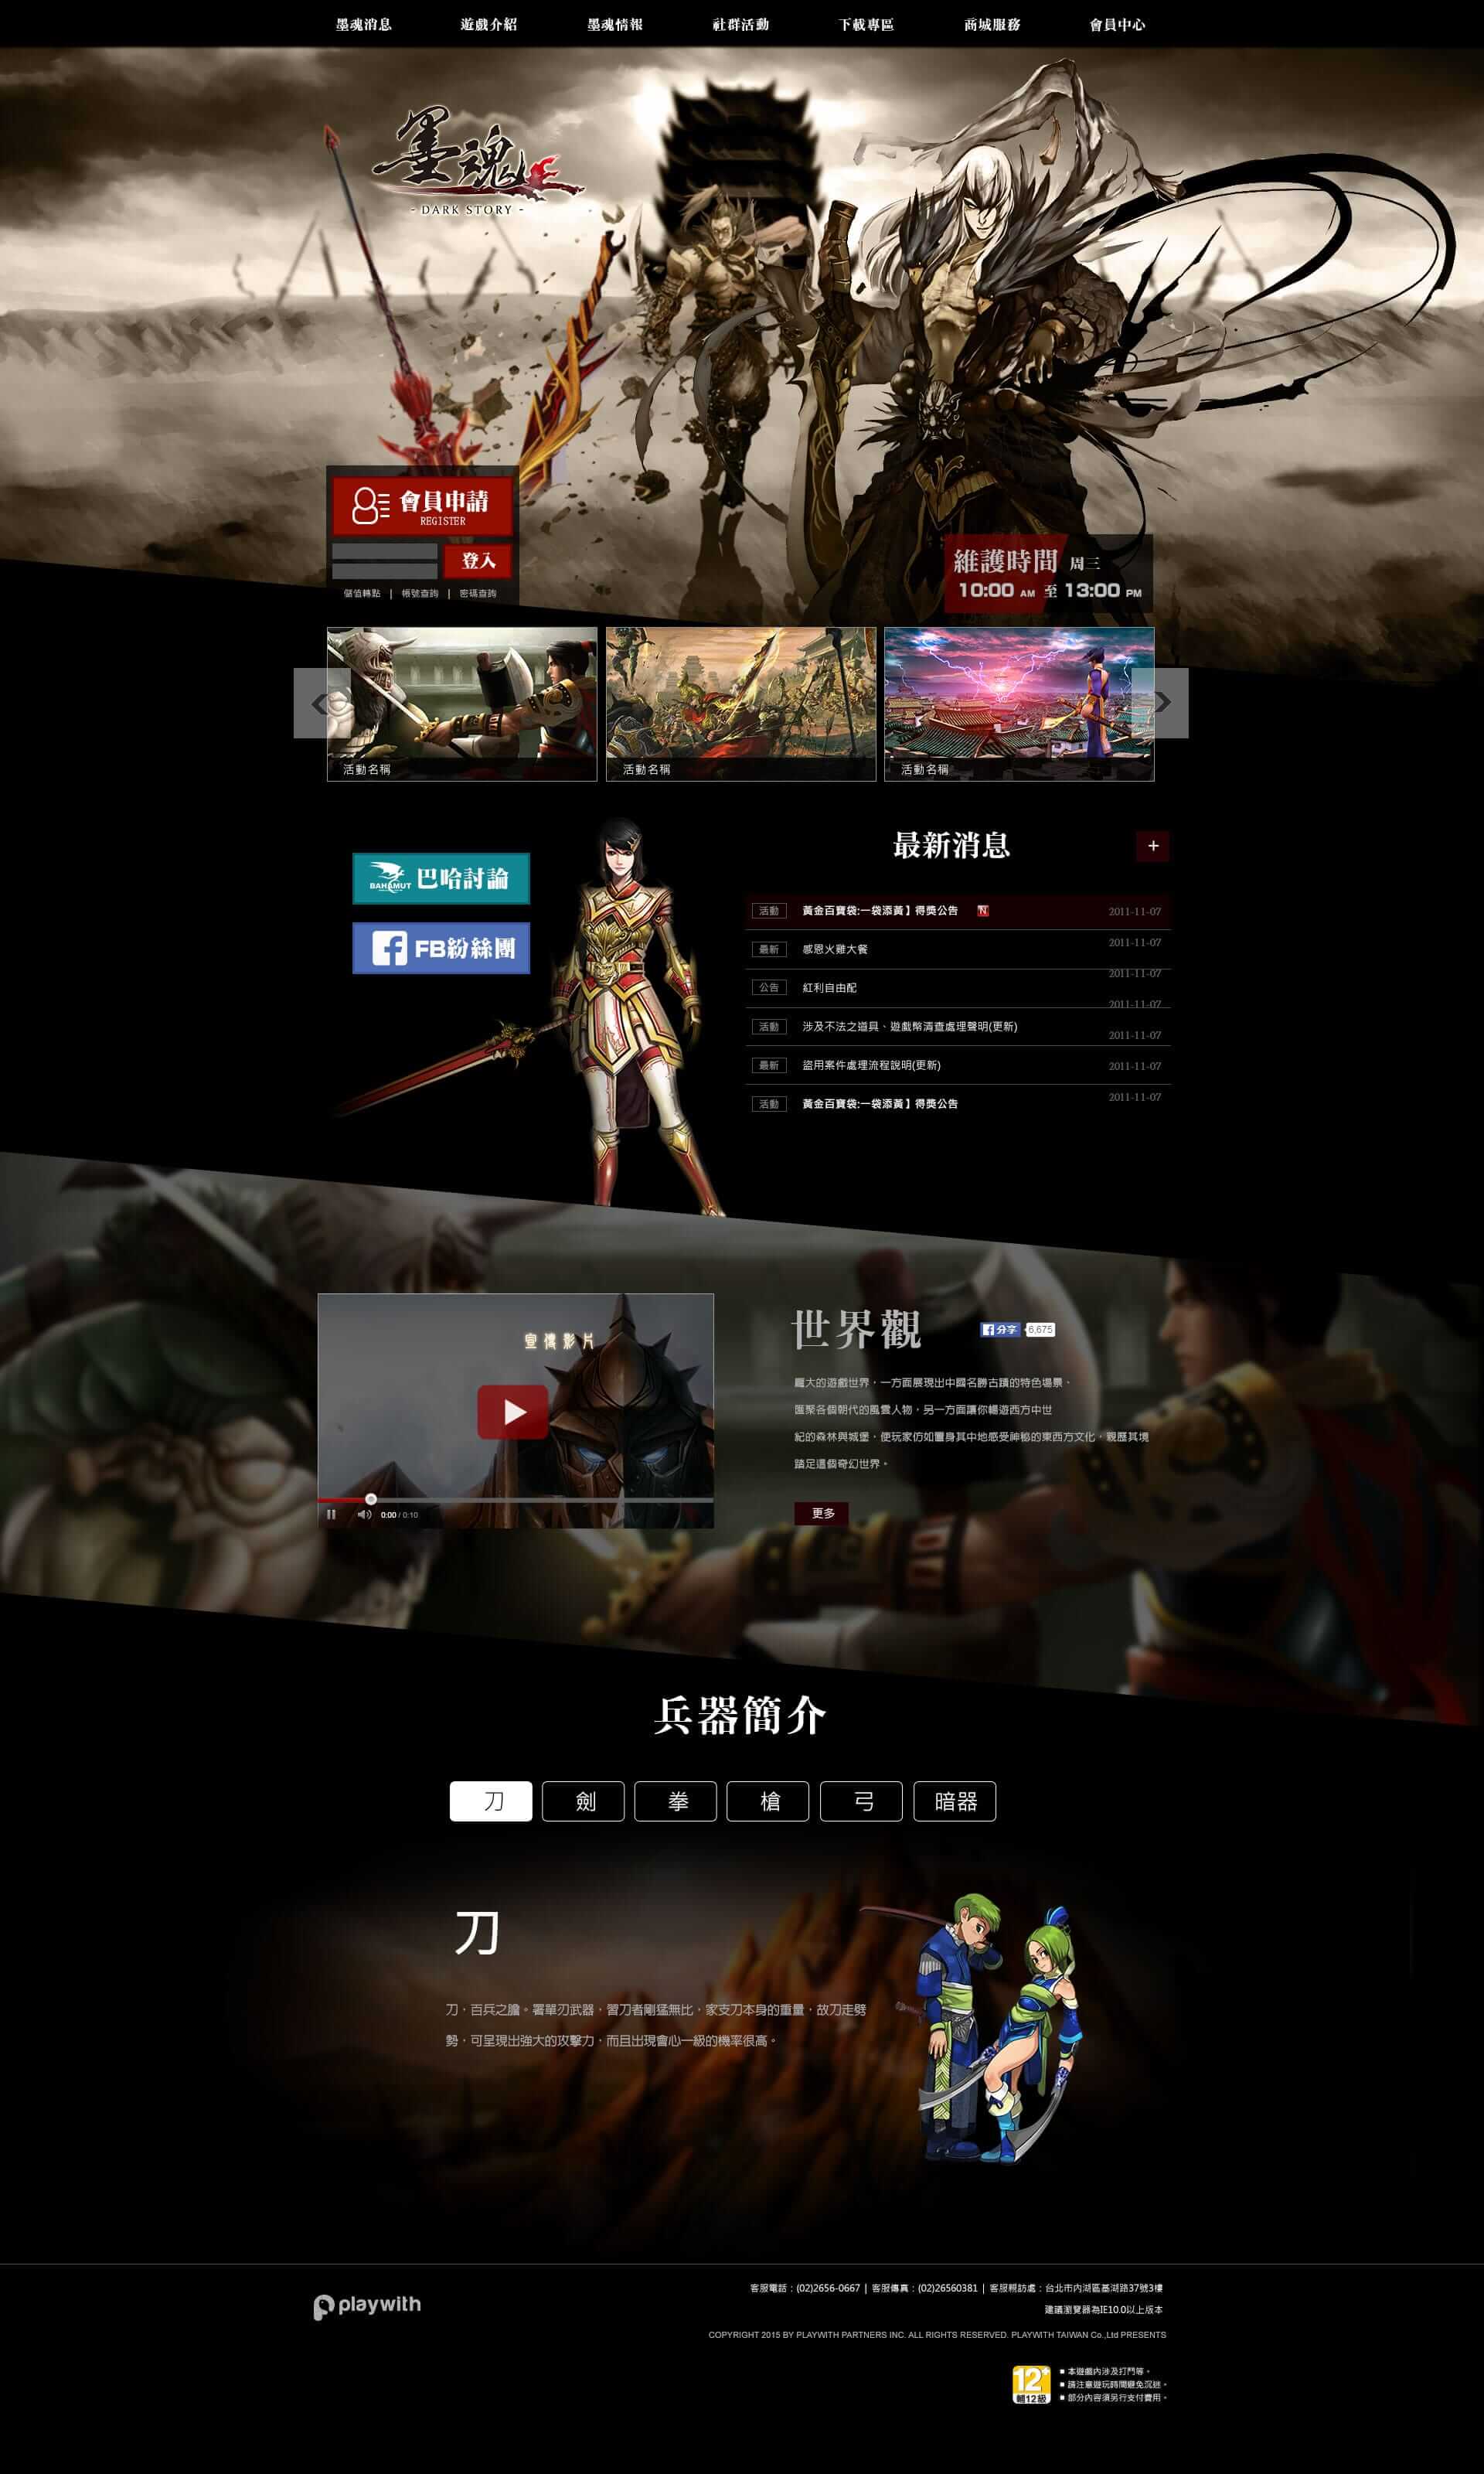 墨魂消息 遊戲介紹 墨魂情報 社群活動 下載專區 商城服務 會員中心
墨魂
- DARK STORY -
會員申請
REGISTER
登入
儲值轉點 | 帳號查詢 | 密碼查詢
維護時間 周三
10:00 AM 至 13:00 PM
活動名稱 活動名稱 活動名稱
BAHAMUT 巴哈討論
FB粉絲團
最新消息 +
活動 黃金百寶袋:一袋添黃】得獎公告 N 2011-11-07
最新 感恩火雞大餐 2011-11-07
2011-11-07
公告 紅利自由配
2011-11-07
活動 涉及不法之道具、遊戲幣清查處理聲明(更新) 2011-11-07
最新 盜用案件處理流程說明(更新) 2011-11-07
活動 黃金百寶袋:一袋添黃】得獎公告 2011-11-07
宣傳影片
0:00 / 0:10
世界觀 分享 6,675
龐大的遊戲世界，一方面展現出中國名勝古蹟的特色場景、
匯聚各個朝代的風雲人物，另一方面讓你暢遊西方中世
紀的森林與城堡，使玩家仿如置身其中地感受神秘的東西方文化，親歷其境
踏足這個奇幻世界。
更多
兵器簡介
刀 劍 拳 槍 弓 暗器
刀
刀，百兵之膽。署單刃武器，習刀者剛猛無比，家支刀本身的重量，故刀走劈
勢，可呈現出強大的攻擊力，而且出現會心一級的機率很高。
playwith
客服電話：(02)2656-0667 | 客服傳真：(02)26560381 | 客服親訪處：台北市內湖區基湖路37號3樓
建議瀏覽器為IE10.0以上版本
COPYRIGHT 2015 BY PLAYWITH PARTNERS INC. ALL RIGHTS RESERVED. PLAYWITH TAIWAN Co.,Ltd PRESENTS
12+
輔12級
■ 本遊戲內涉及打鬥等。
■ 請注意遊玩時間避免沉迷。
■ 部分內容須另行支付費用。